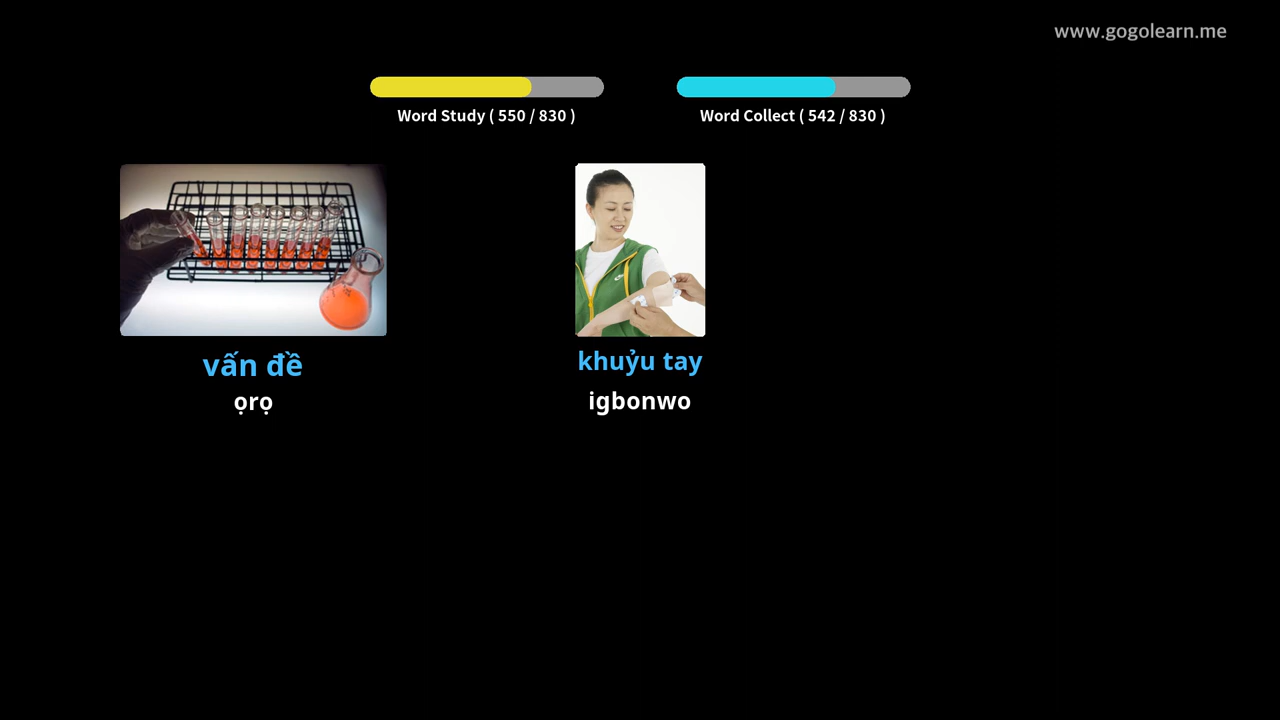 www.gogolearn.me
Word Study ( 550 / 830 )
Word Collect ( 542 / 830 )
vấn đề
ọrọ
khuỷu tay
igbonwo